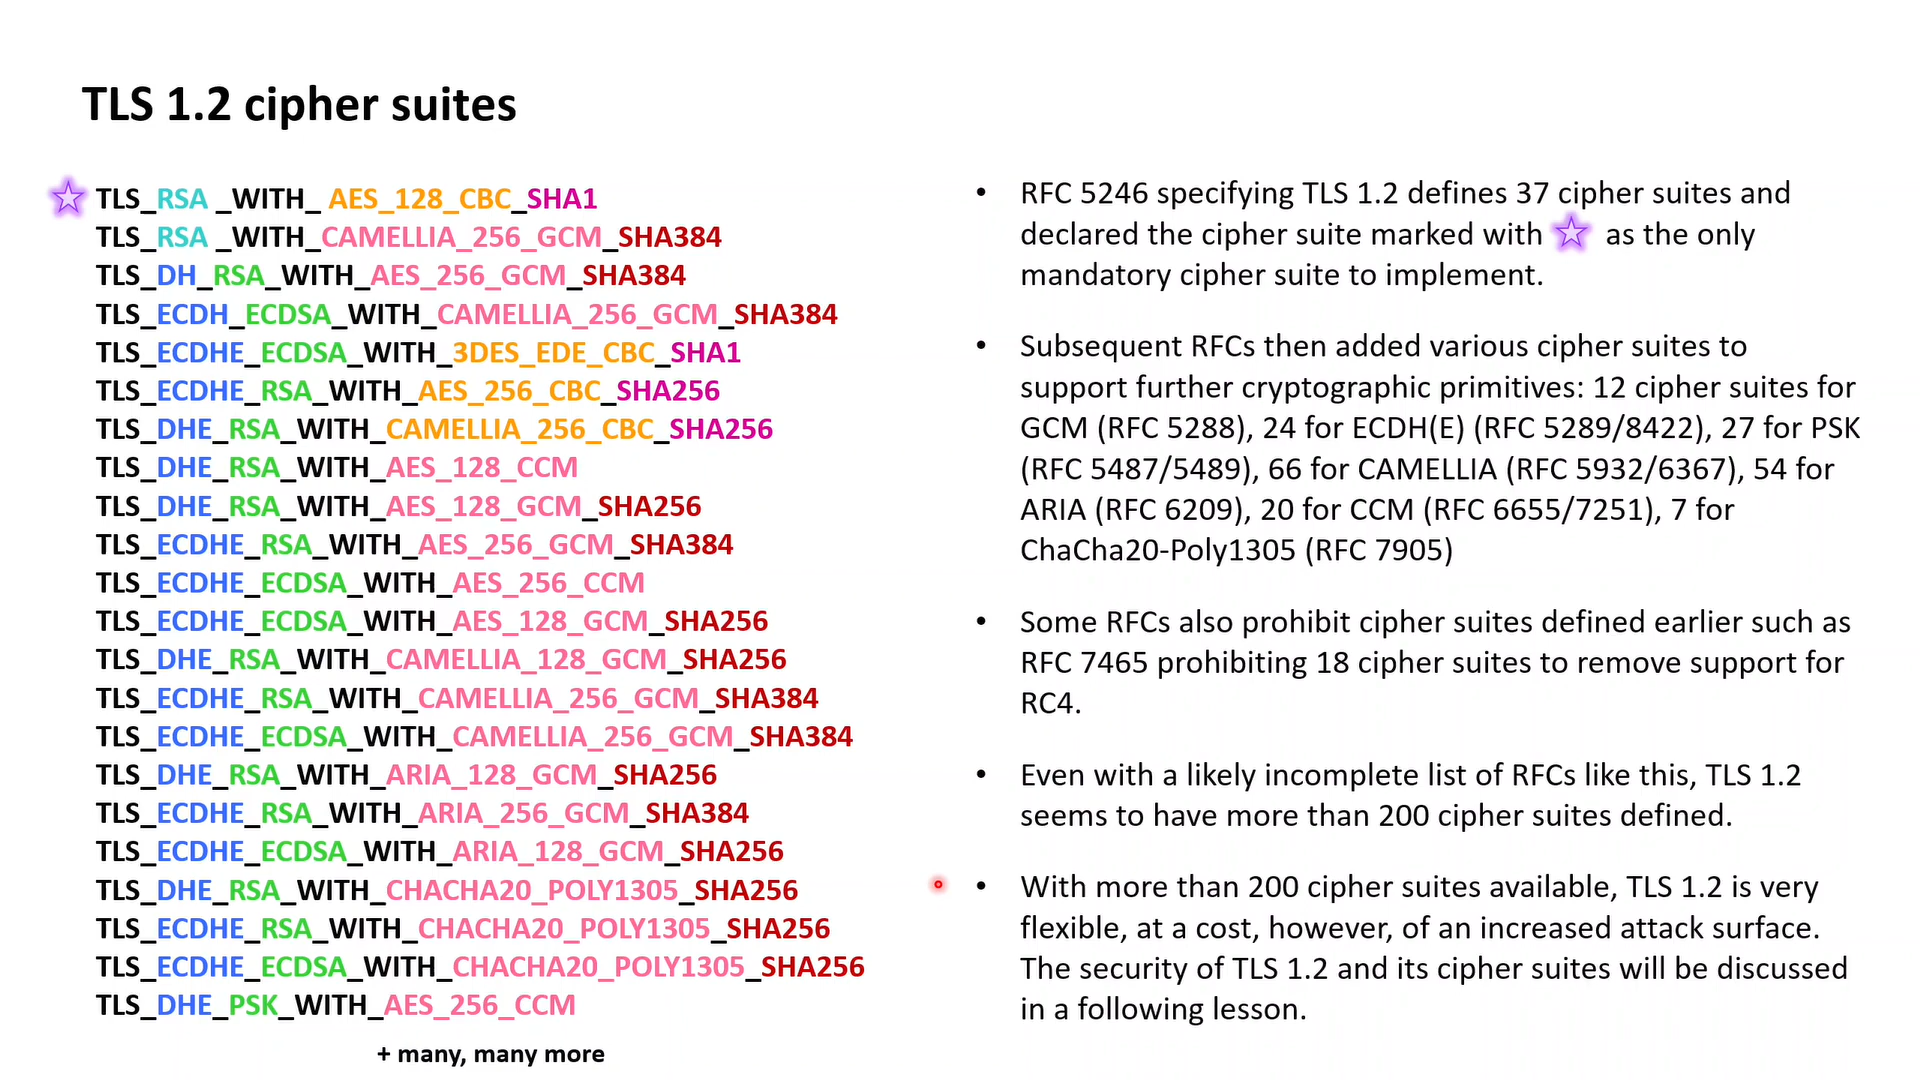 TLS 1.2 cipher suites
TLS_RSA _WITH_ AES_128_CBC_SHA1
TLS_RSA _WITH_CAMELLIA_256_GCM_SHA384
TLS_DH_RSA_WITH_AES_256_GCM_SHA384
TLS_ECDH_ECDSA_WITH_CAMELLIA_256_GCM_SHA384
TLS_ECDHE_ECDSA_WITH_3DES_EDE_CBC_SHA1
TLS_ECDHE_RSA_WITH_AES_256_CBC_SHA256
TLS_DHE_RSA_WITH_CAMELLIA_256_CBC_SHA256
TLS_DHE_RSA_WITH_AES_128_CCM
TLS_DHE_RSA_WITH_AES_128_GCM_SHA256
TLS_ECDHE_RSA_WITH_AES_256_GCM_SHA384
TLS_ECDHE_ECDSA_WITH_AES_256_CCM
TLS_ECDHE_ECDSA_WITH_AES_128_GCM_SHA256
TLS_DHE_RSA_WITH_CAMELLIA_128_GCM_SHA256
TLS_ECDHE_RSA_WITH_CAMELLIA_256_GCM_SHA384
TLS_ECDHE_ECDSA_WITH_CAMELLIA_256_GCM_SHA384
TLS_DHE_RSA_WITH_ARIA_128_GCM_SHA256
TLS_ECDHE_RSA_WITH_ARIA_256_GCM_SHA384
TLS_ECDHE_ECDSA_WITH_ARIA_128_GCM_SHA256
TLS_DHE_RSA_WITH_CHACHA20_POLY1305_SHA256
TLS_ECDHE_RSA_WITH_CHACHA20_POLY1305_SHA256
TLS_ECDHE_ECDSA_WITH_CHACHA20_POLY1305_SHA256
TLS_DHE_PSK_WITH_AES_256_CCM
+ many, many more
• RFC 5246 specifying TLS 1.2 defines 37 cipher suites and
declared the cipher suite marked with as the only
mandatory cipher suite to implement.
• Subsequent RFCs then added various cipher suites to
support further cryptographic primitives: 12 cipher suites for
GCM (RFC 5288), 24 for ECDH(E) (RFC 5289/8422), 27 for PSK
(RFC 5487/5489), 66 for CAMELLIA (RFC 5932/6367), 54 for
ARIA (RFC 6209), 20 for CCM (RFC 6655/7251), 7 for
ChaCha20-Poly1305 (RFC 7905)
• Some RFCs also prohibit cipher suites defined earlier such as
RFC 7465 prohibiting 18 cipher suites to remove support for
RC4.
• Even with a likely incomplete list of RFCs like this, TLS 1.2
seems to have more than 200 cipher suites defined.
• With more than 200 cipher suites available, TLS 1.2 is very
flexible, at a cost, however, of an increased attack surface.
The security of TLS 1.2 and its cipher suites will be discussed
in a following lesson.